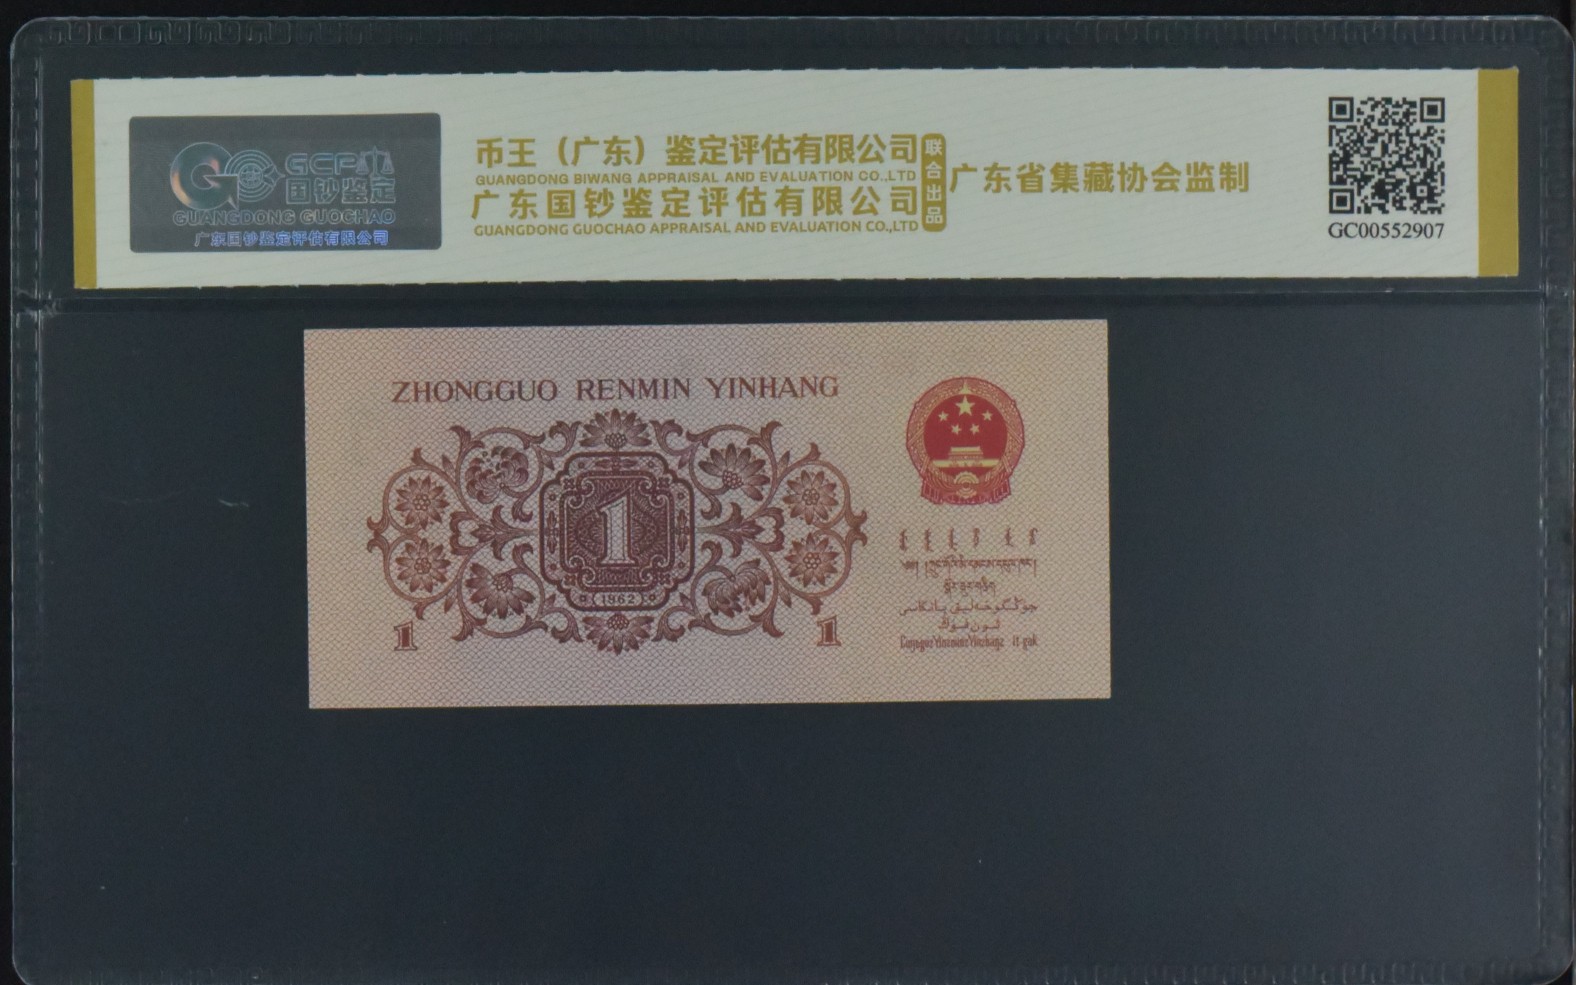 GCP
国钞鉴定
GUANGDONG GUOCHAO
广东国钞鉴定评估有限公司
币王（广东）鉴定评估有限公司
GUANGDONG BIWANG APPRAISAL AND EVALUATION CO.,LTD
广东国钞鉴定评估有限公司
GUANGDONG GUOCHAO APPRAISAL AND EVALUATION CO.,LTD
联合出品
广东省集藏协会监制
GC00552907
ZHONGGUO RENMIN YINHANG
1
(1962)
1
1